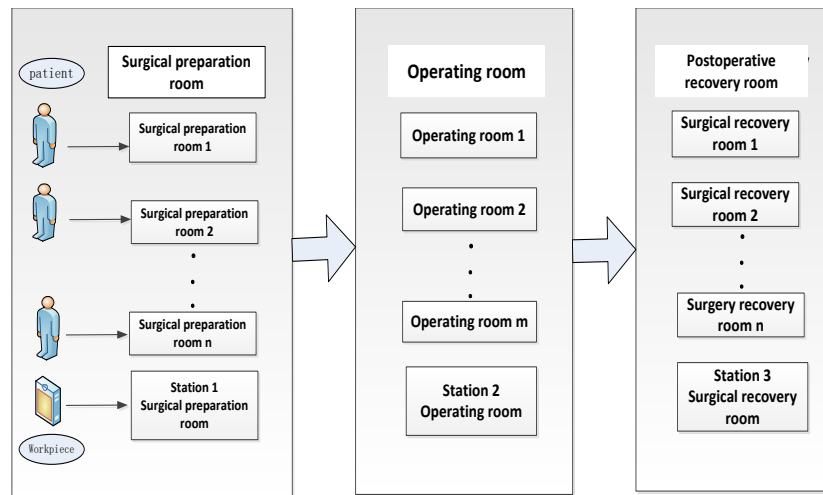 patient
Surgical preparation
room
Surgical preparation
room 1
Surgical preparation
room 2
Surgical preparation
room n
Station 1
Surgical preparation
room
Workpiece
Operating room
Operating room 1
Operating room 2
Operating room m
Station 2
Operating room
Postoperative
recovery room
Surgical recovery
room 1
Surgical recovery
room 2
Surgery recovery
room n
Station 3
Surgical recovery
room